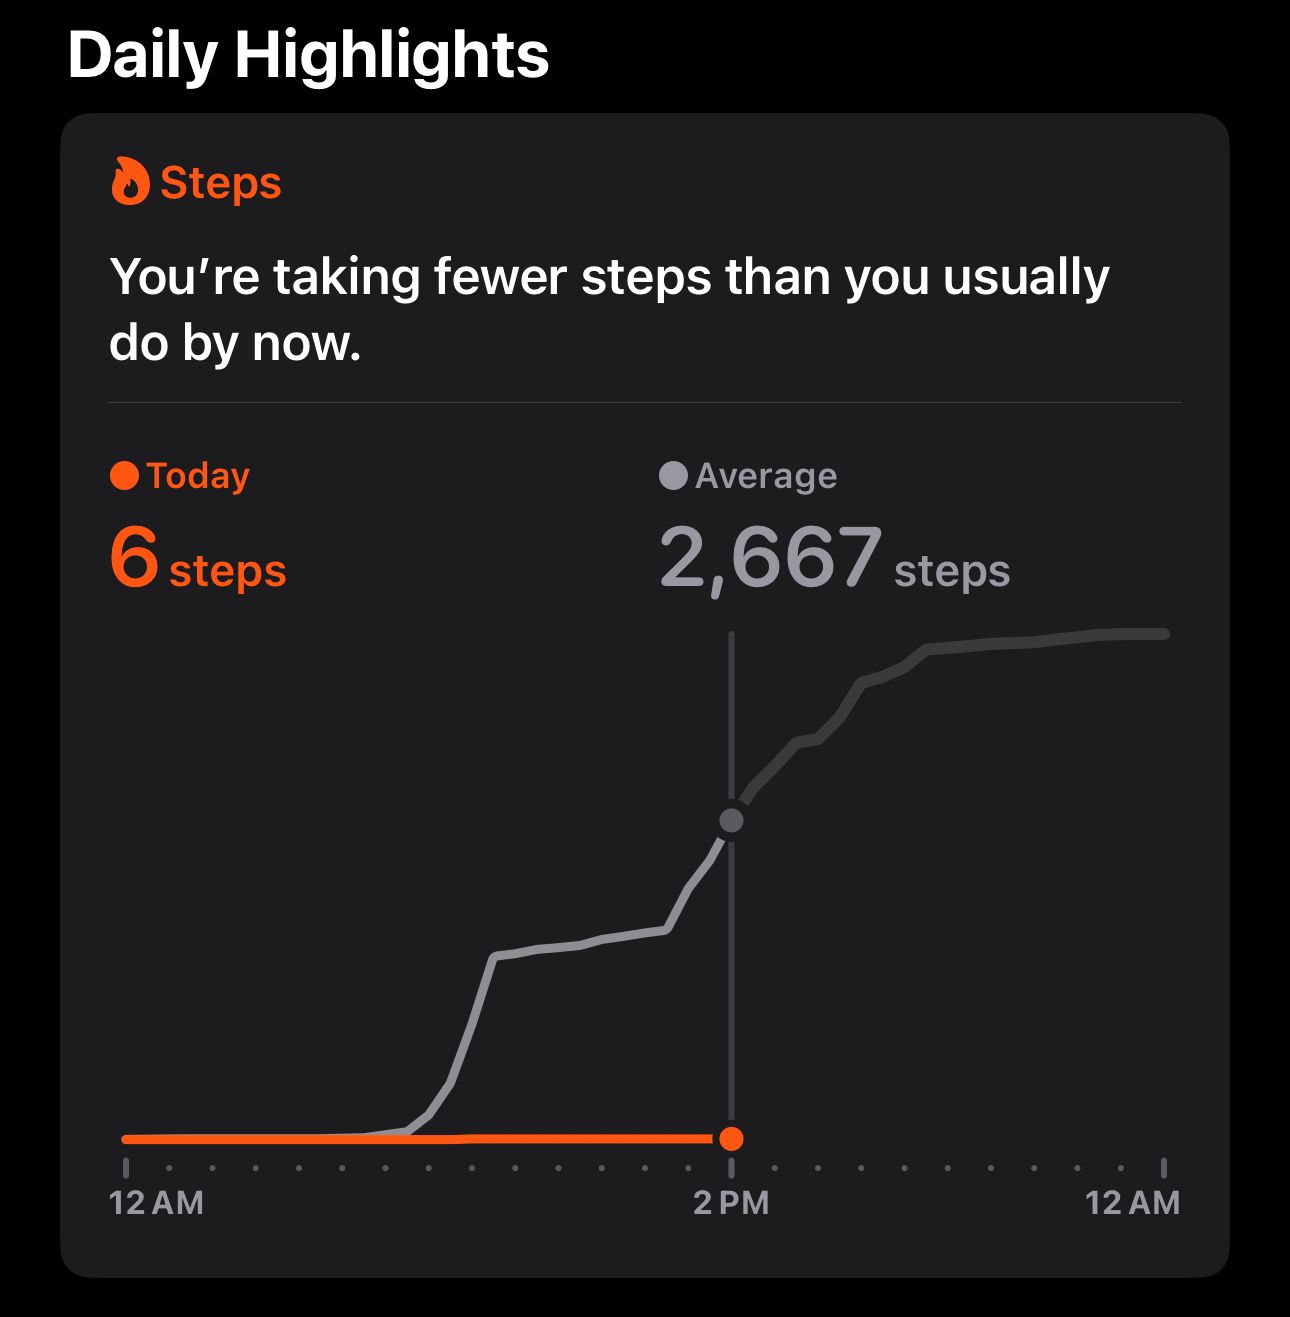 Daily Highlights
Steps
You’re taking fewer steps than you usually
do by now.
Today
Average
6 steps
2,667 steps
12 AM
2 PM
12 AM